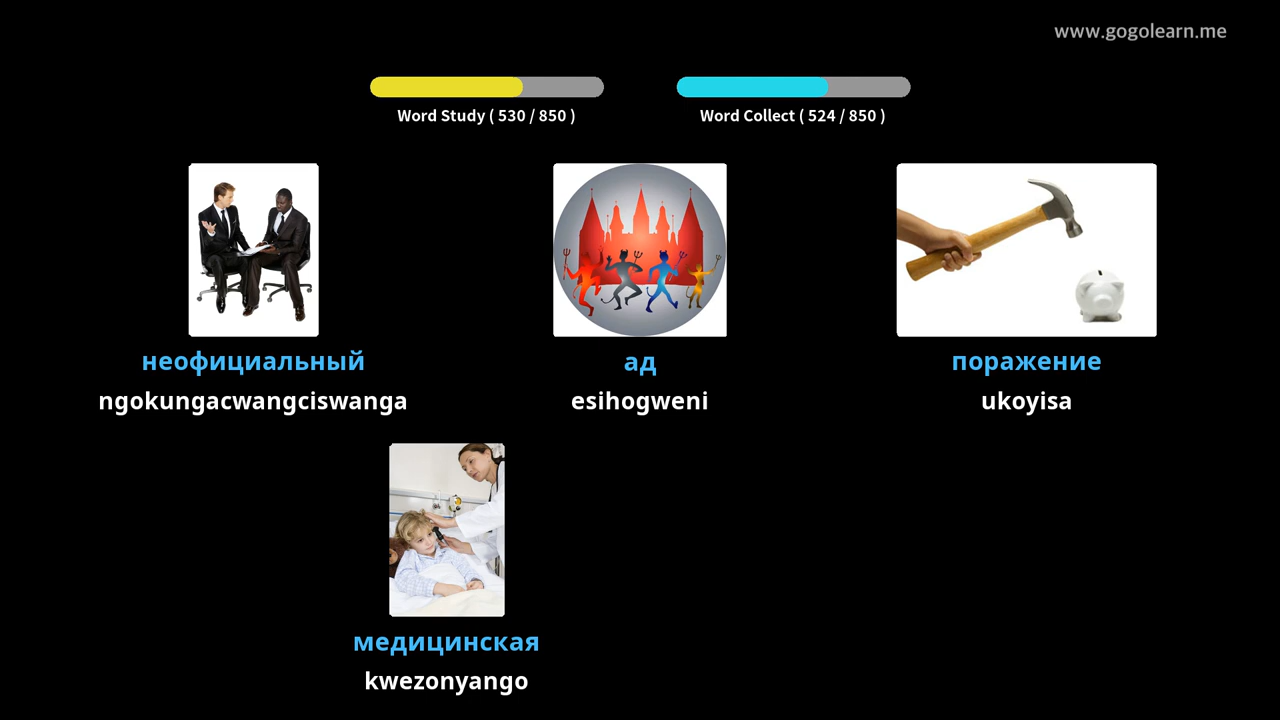 www.gogolearn.me
Word Study ( 530 / 850 )
Word Collect ( 524 / 850 )
неофициальный
ngokungacwangciswanga
ад
esihogweni
поражение
ukoyisa
медицинская
kwezonyango